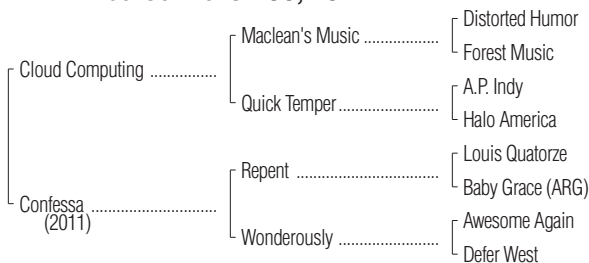 Distorted Humor
Maclean's Music ..................
Forest Music
Cloud Computing ................
A.P. Indy
Quick Temper ........................
Halo America
Louis Quatorze
Repent ..................................
Baby Grace (ARG)
Confessa ..............................
(2011)
Awesome Again
Wonderously ........................
Defer West